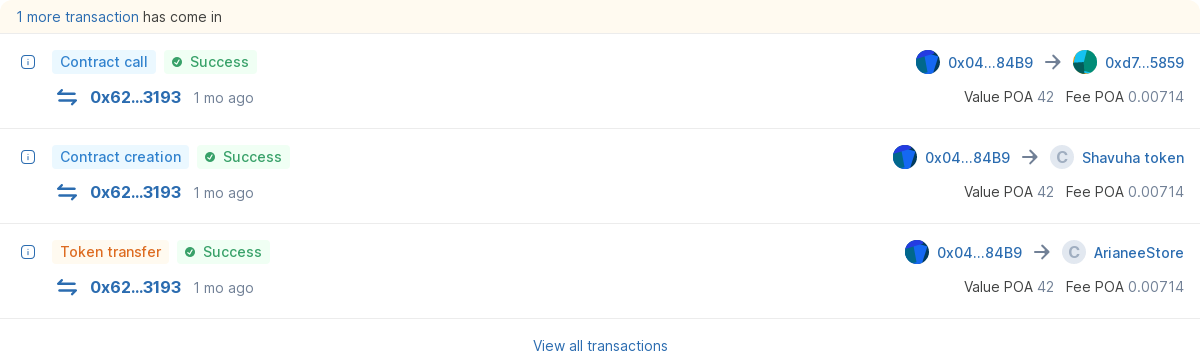 1 more transaction has come in
Contract call Success 0x04...84B9 0xd7...5859
0x62...3193 1 mo ago Value POA 42 Fee POA 0.00714
Contract creation Success 0x04...84B9 C Shavuha token
0x62...3193 1 mo ago Value POA 42 Fee POA 0.00714
Token transfer Success 0x04...84B9 C ArianeeStore
0x62...3193 1 mo ago Value POA 42 Fee POA 0.00714
View all transactions